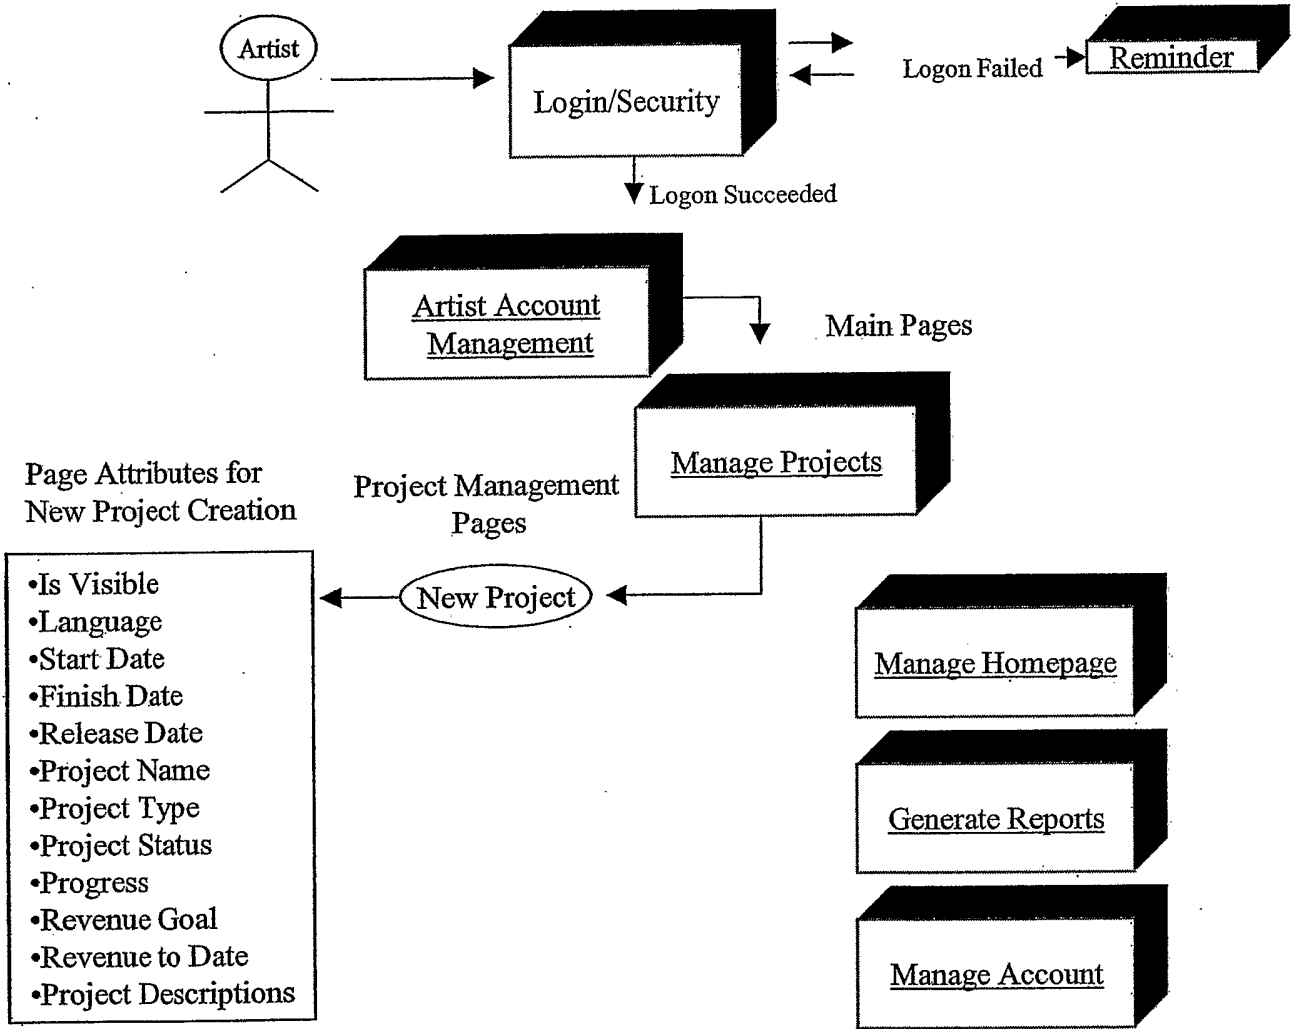 Artist
Login/Security
Logon Failed
Reminder
Logon Succeeded
Artist Account
Management
Main Pages
Manage Projects
Page Attributes for
New Project Creation
Project Management
Pages
New Project
•Is Visible
•Language
•Start Date
•Finish Date
•Release Date
•Project Name
•Project Type
•Project Status
•Progress
•Revenue Goal
•Revenue to Date
•Project Descriptions
Manage Homepage
Generate Reports
Manage Account